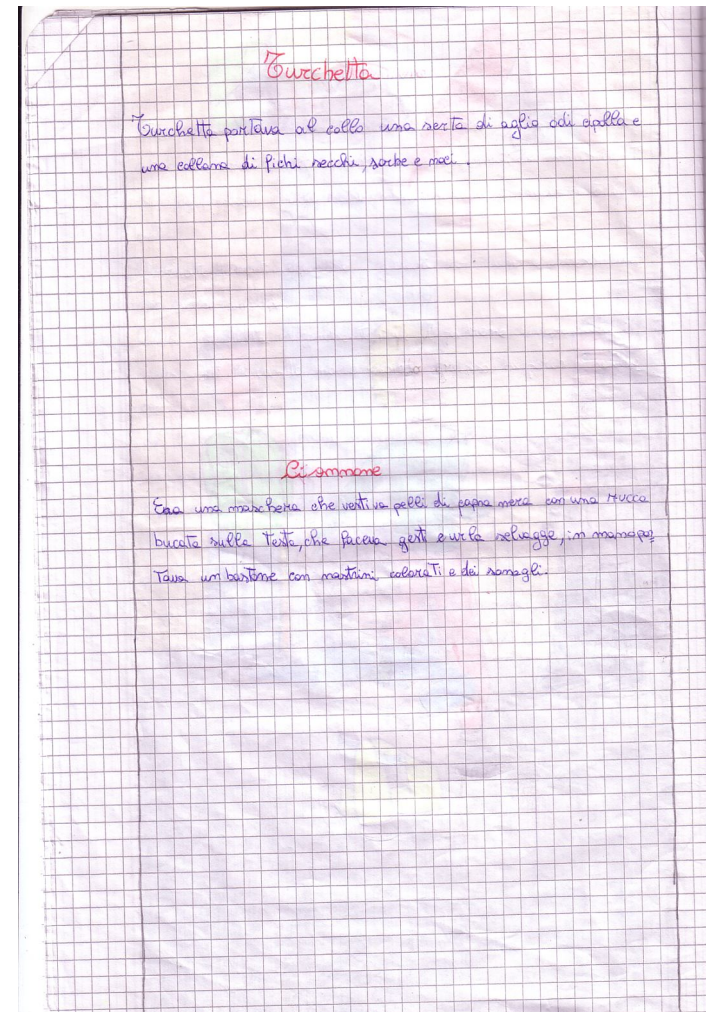 Turchetta
Turchetta portava al collo una serta di aglio o di cipolla e
una collana di fichi secchi, sorbe e noci.
Cisommone
Era una maschera che vestiva pelli di capra nera con una zucca
bucata sulla testa, che faceva gesti e urla selvagge, in mano por
tava un bastone con nastrini colorati e dei sonagli.